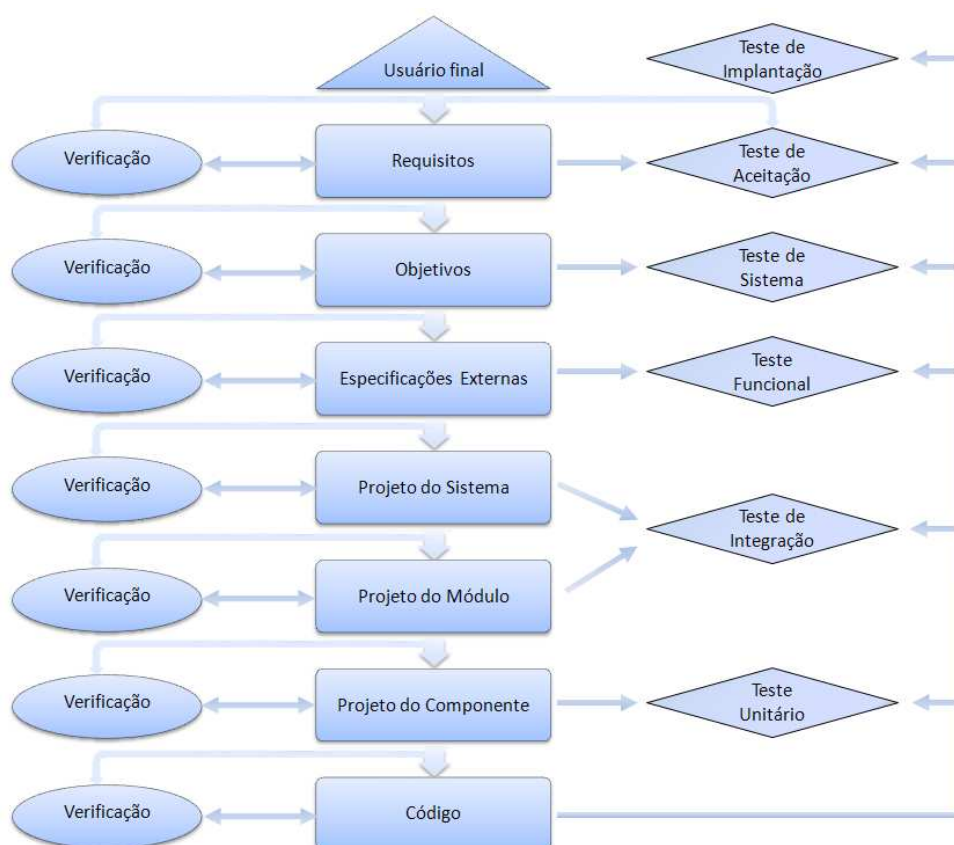 Usuário final
Teste de
Implantação
Verificação
Requisitos
Teste de
Aceitação
Verificação
Objetivos
Teste de
Sistema
Verificação
Especificações Externas
Teste
Funcional
Verificação
Projeto do Sistema
Teste de
Integração
Verificação
Projeto do Módulo
Verificação
Projeto do Componente
Teste
Unitário
Verificação
Código